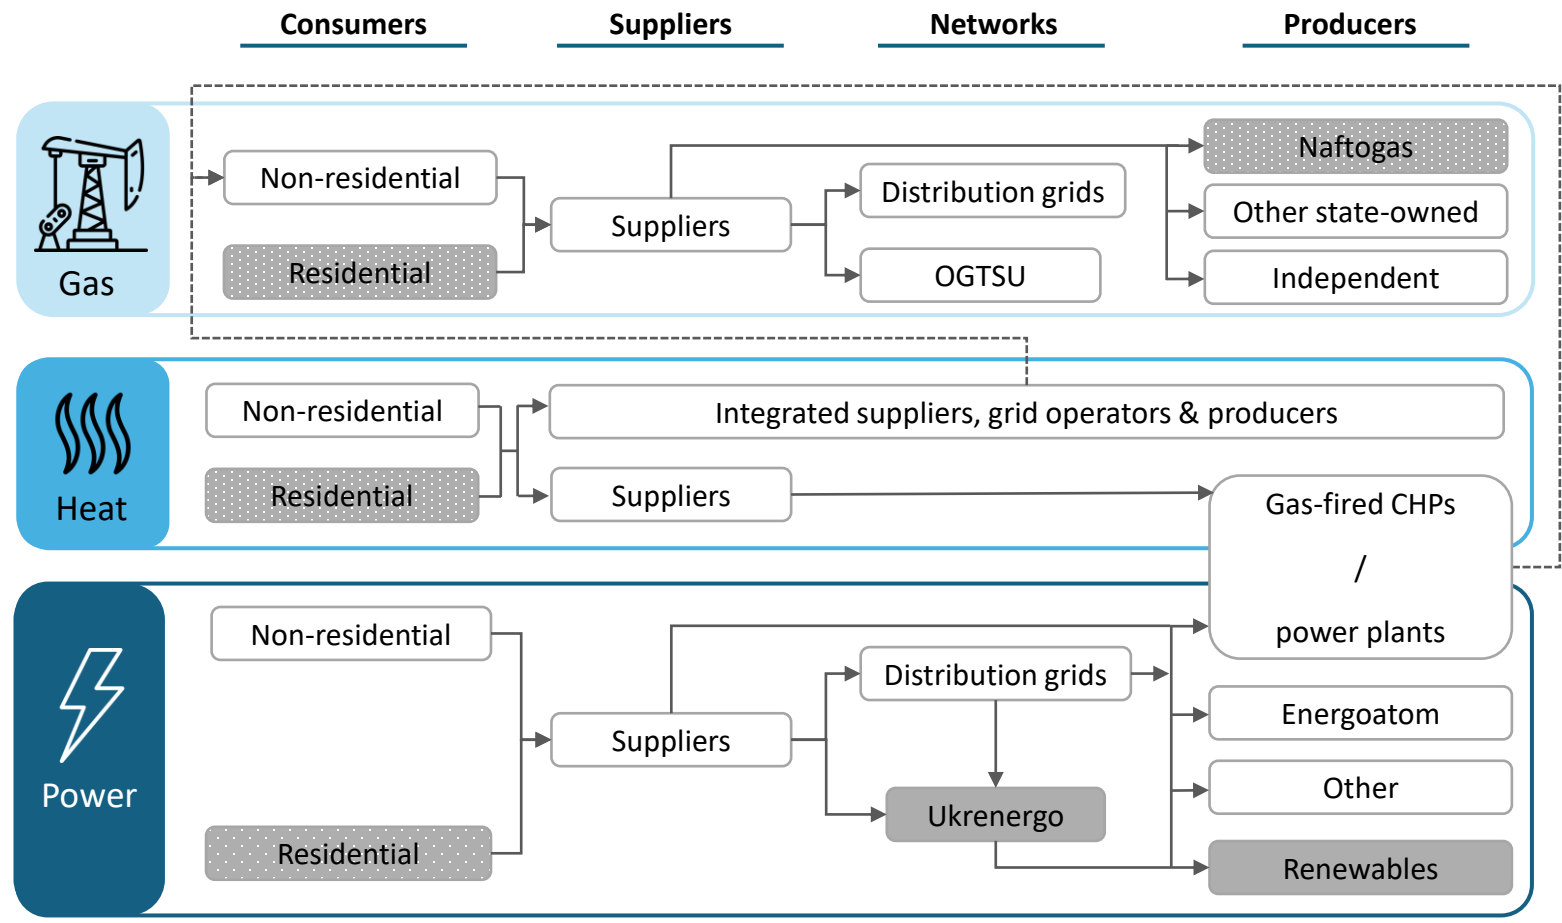 Consumers
Suppliers
Networks
Producers
Gas
Non-residential
Residential
Suppliers
Distribution grids
OGTSU
Naftogas
Other state-owned
Independent
Heat
Non-residential
Residential
Integrated suppliers, grid operators & producers
Suppliers
Gas-fired CHPs
/
power plants
Power
Non-residential
Residential
Suppliers
Distribution grids
Ukrenergo
Energoatom
Other
Renewables